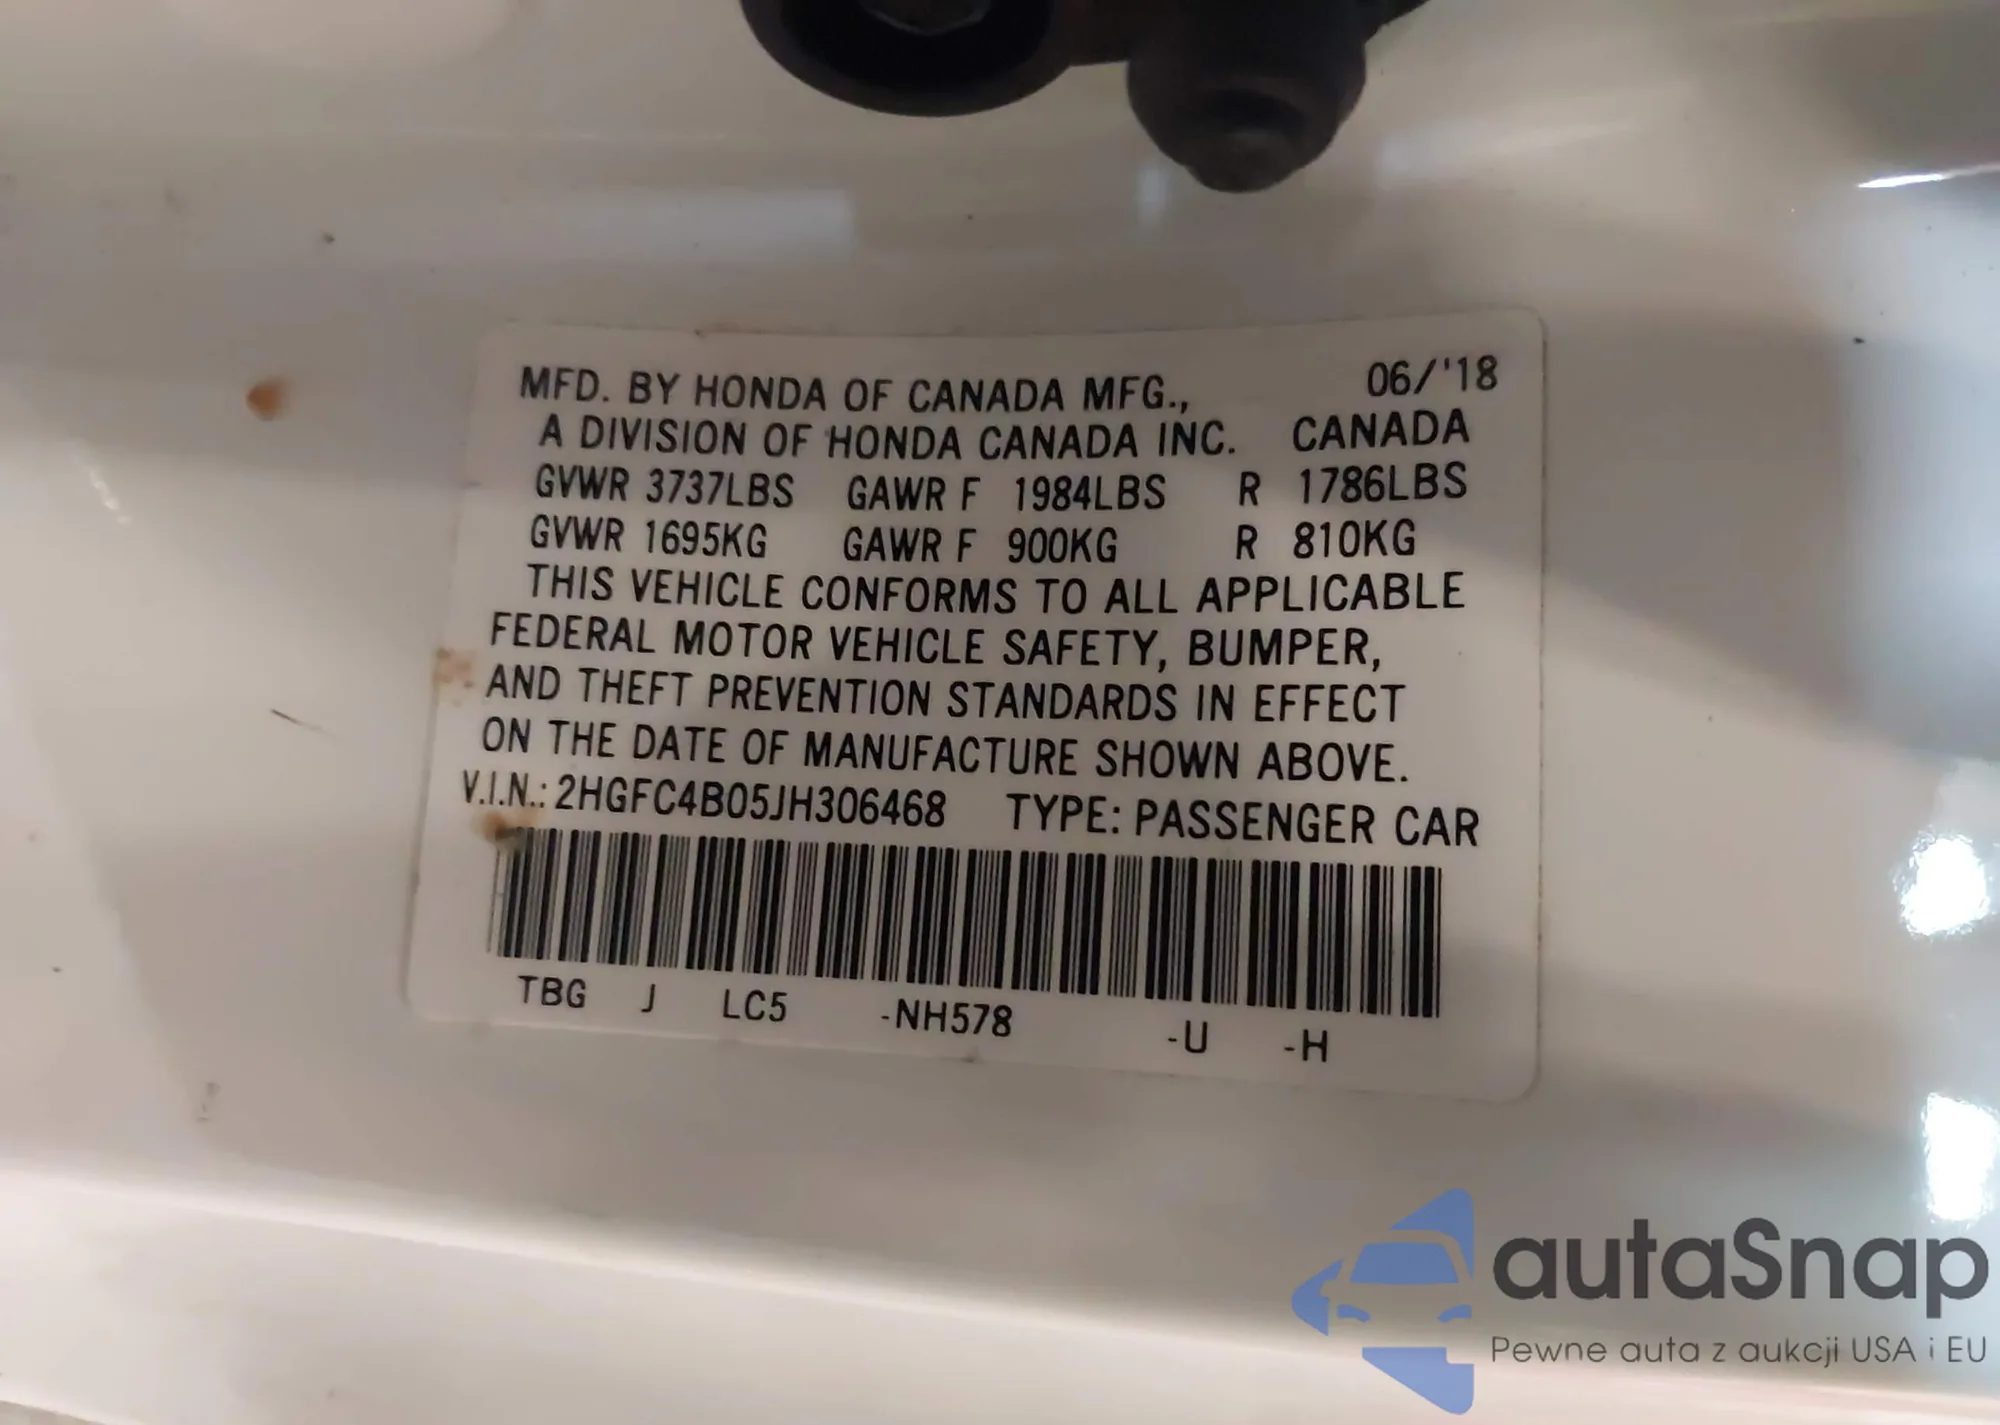 MFD. BY HONDA OF CANADA MFG., 06/'18
A DIVISION OF HONDA CANADA INC. CANADA
GVWR 3737LBS GAWR F 1984LBS R 1786LBS
GVWR 1695KG GAWR F 900KG R 810KG
THIS VEHICLE CONFORMS TO ALL APPLICABLE
FEDERAL MOTOR VEHICLE SAFETY, BUMPER,
AND THEFT PREVENTION STANDARDS IN EFFECT
ON THE DATE OF MANUFACTURE SHOWN ABOVE.
V.I.N.: 2HGFC4B05JH306468 TYPE: PASSENGER CAR
TBG J LC5 -NH578 -U -H
autaSnap
Pewne auta z aukcji USA i EU